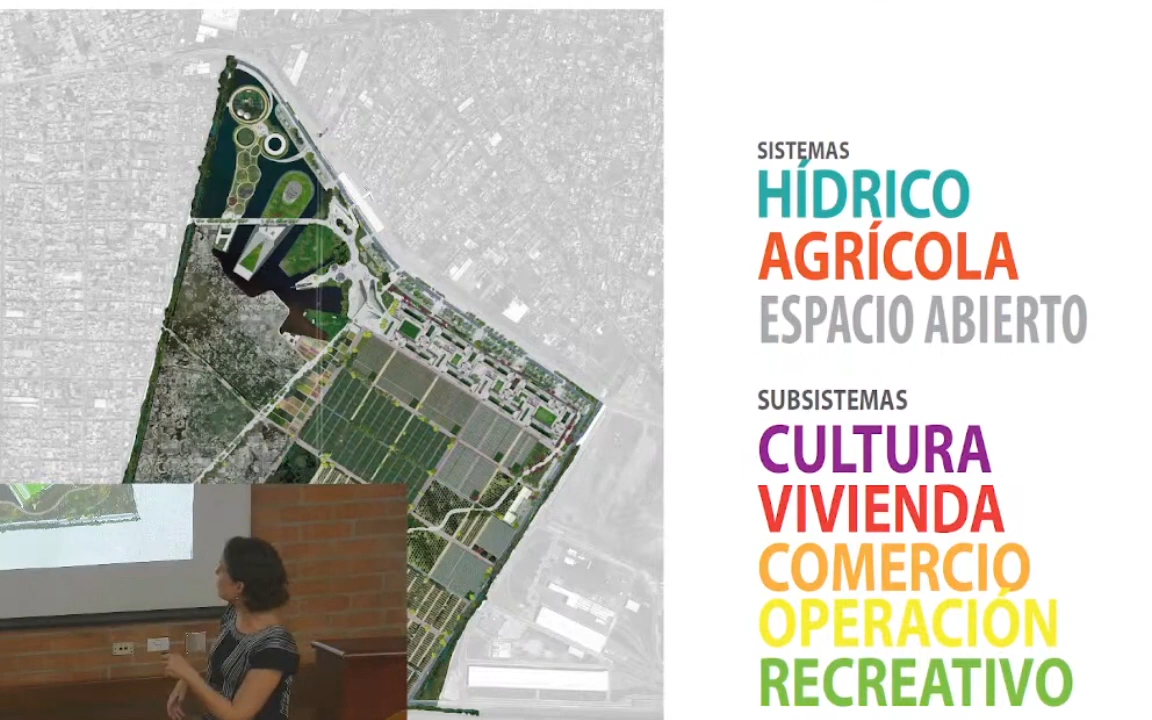 SISTEMAS
HÍDRICO
AGRÍCOLA
ESPACIO ABIERTO
SUBSISTEMAS
CULTURA
VIVIENDA
COMERCIO
OPERACIÓN
RECREATIVO